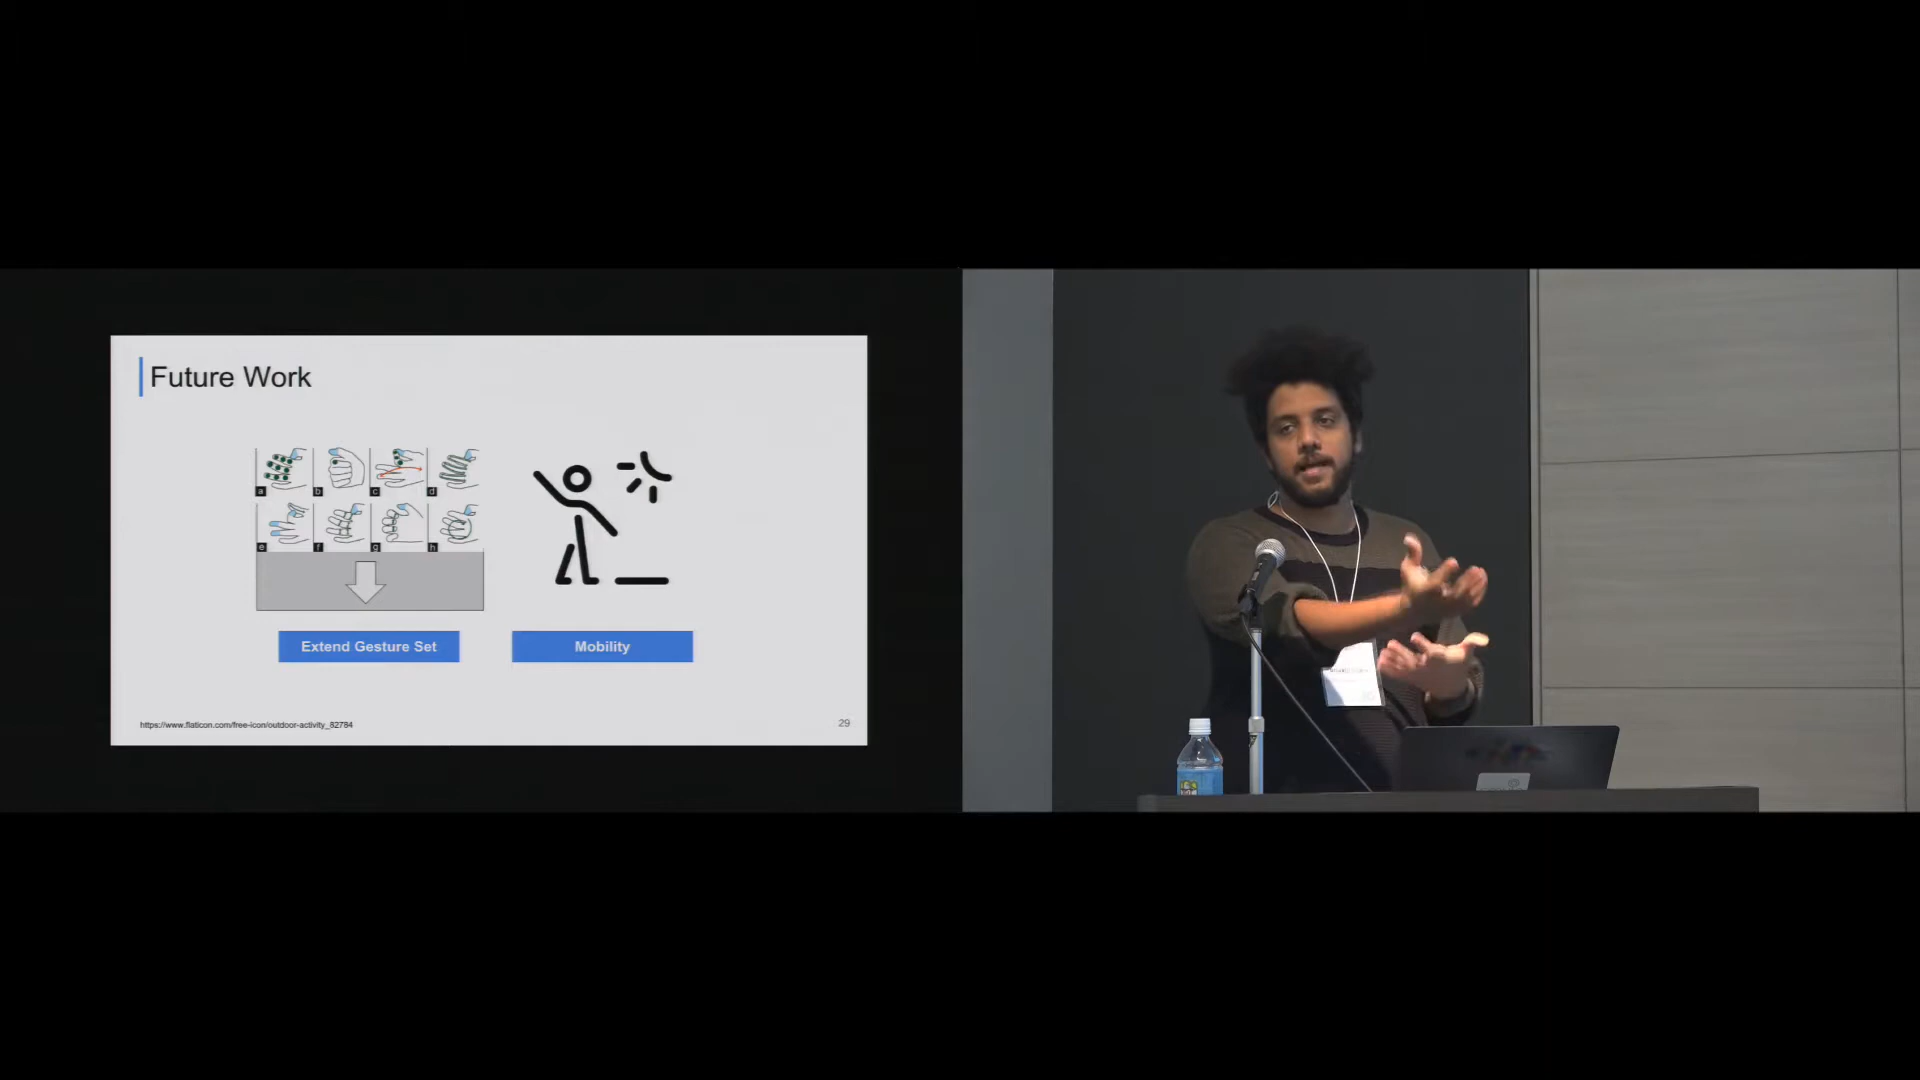 Future Work
a b c d
e f g h
Extend Gesture Set
Mobility
https://www.flaticon.com/free-icon/outdoor-activity_82784
29